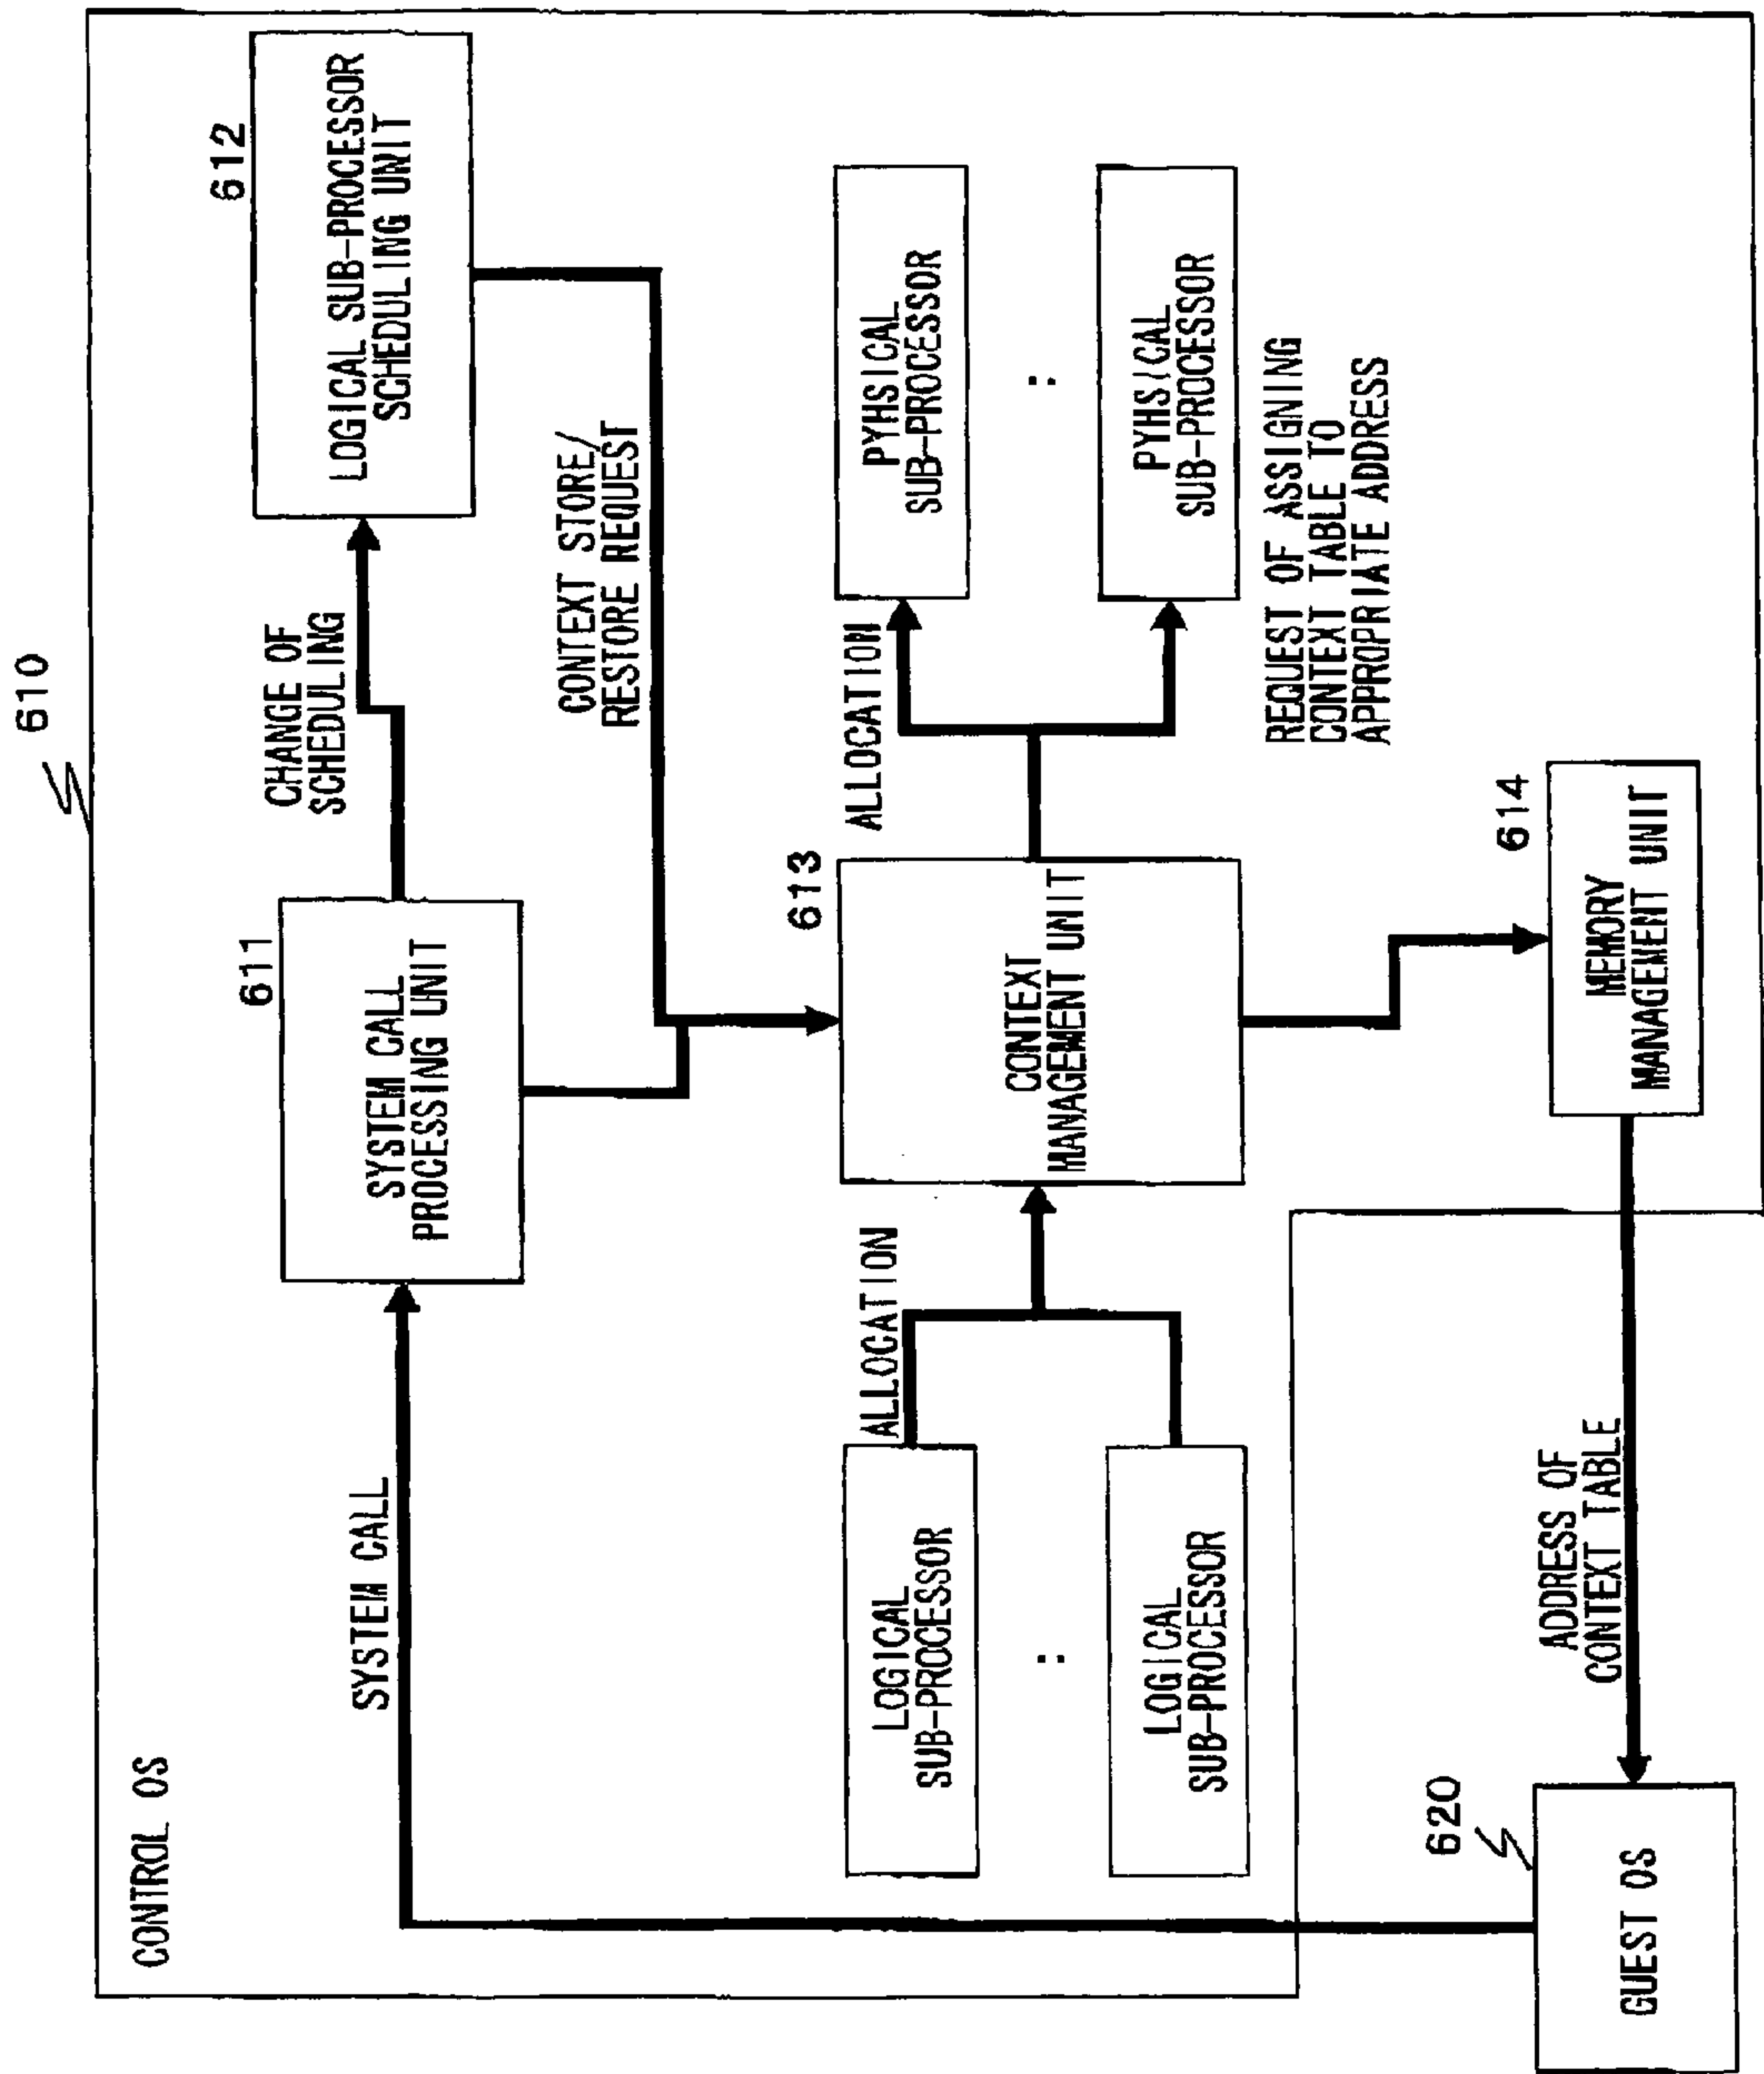 610
CONTROL OS
SYSTEM CALL
611
SYSTEM CALL
PROCESSING UNIT
CHANGE OF
SCHEDULING
612
LOGICAL SUB-PROCESSOR
SCHEDULING UNIT
CONTEXT STORE/
RESTORE REQUEST
LOGICAL
SUB-PROCESSOR
:
LOGICAL
SUB-PROCESSOR
ALLOCATION
613
CONTEXT
MANAGEMENT UNIT
ALLOCATION
PYHSICAL
SUB-PROCESSOR
:
PYHSICAL
SUB-PROCESSOR
REQUEST OF ASSIGNING
CONTEXT TABLE TO
APPROPRIATE ADDRESS
614
MEMORY
MANAGEMENT UNIT
ADDRESS OF
CONTEXT TABLE
620
GUEST OS